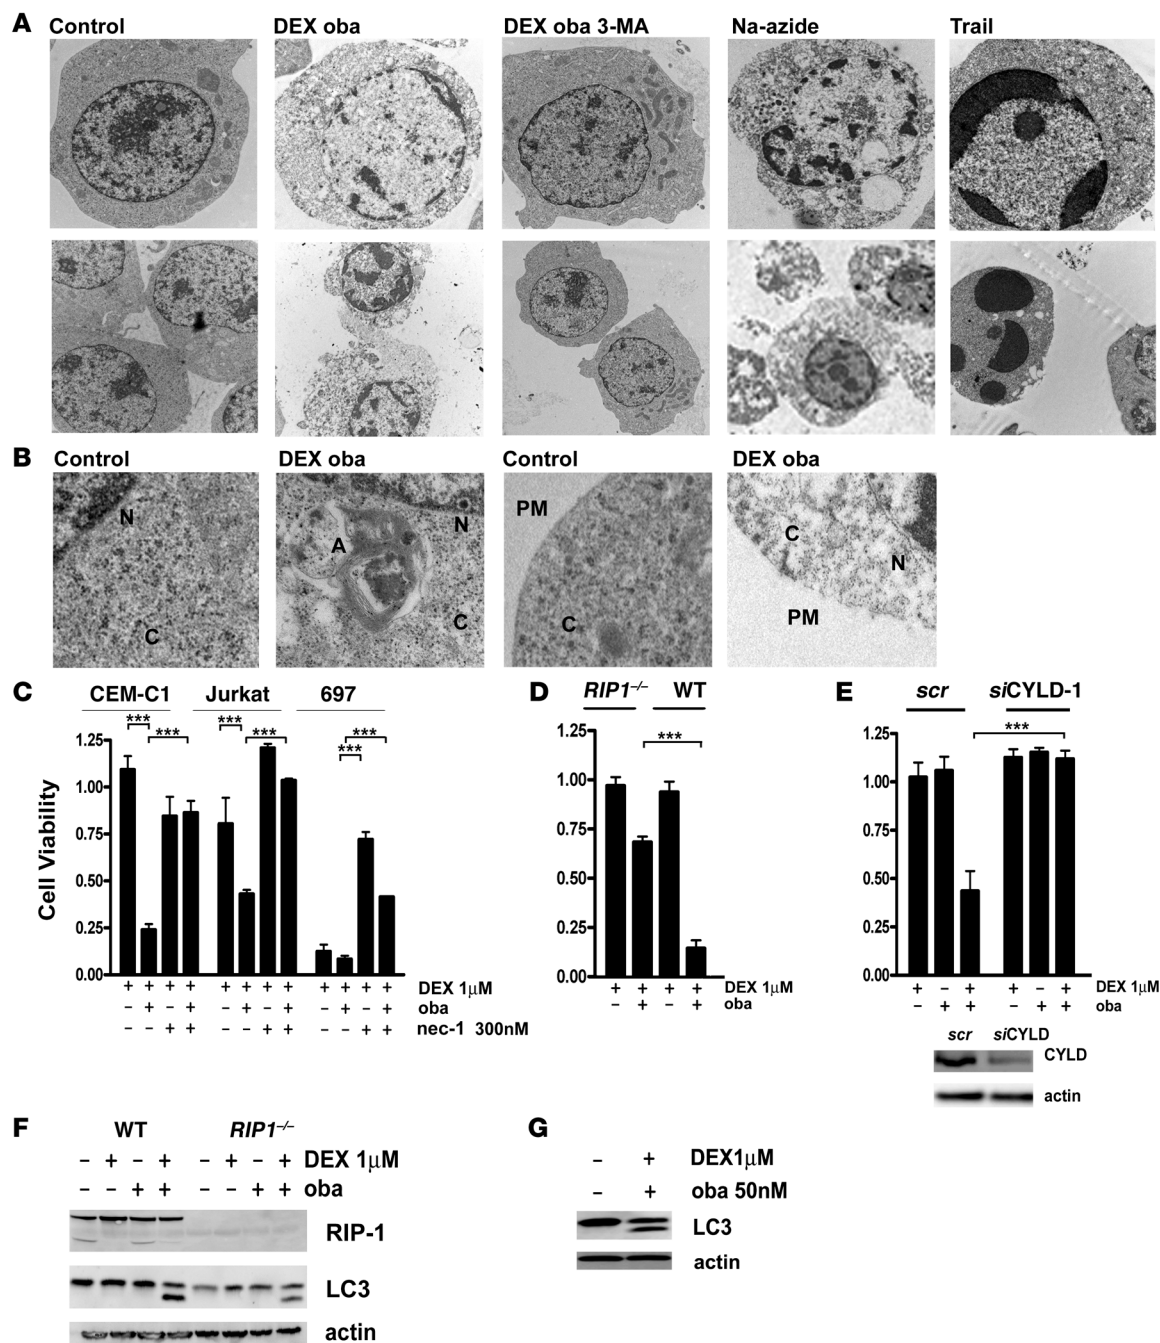 A Control DEX oba DEX oba 3-MA Na-azide Trail
B Control DEX oba Control DEX oba
N A N PM C N
C C C PM
C CEM-C1 Jurkat 697
*** *** *** *** *** ***
Cell Viability
1.25
1.00
0.75
0.50
0.25
0.00
+ + + + + + + + + + + + DEX 1µM
− + − + − + − + − + − + oba
− − + + − − + + − − + + nec-1 300nM
D RIP1–/– WT
***
1.25
1.00
0.75
0.50
0.25
0.00
+ + + + DEX 1µM
− + − + oba
E scr siCYLD-1
***
1.25
1.00
0.75
0.50
0.25
0.00
+ − + + − + DEX 1µM
− + + − + + oba
scr siCYLD
CYLD
actin
F WT RIP1–/–
− + − + − + − + DEX 1µM
− − + + − − + + oba
RIP-1
LC3
actin
G
− + DEX1µM
− + oba 50nM
LC3
actin